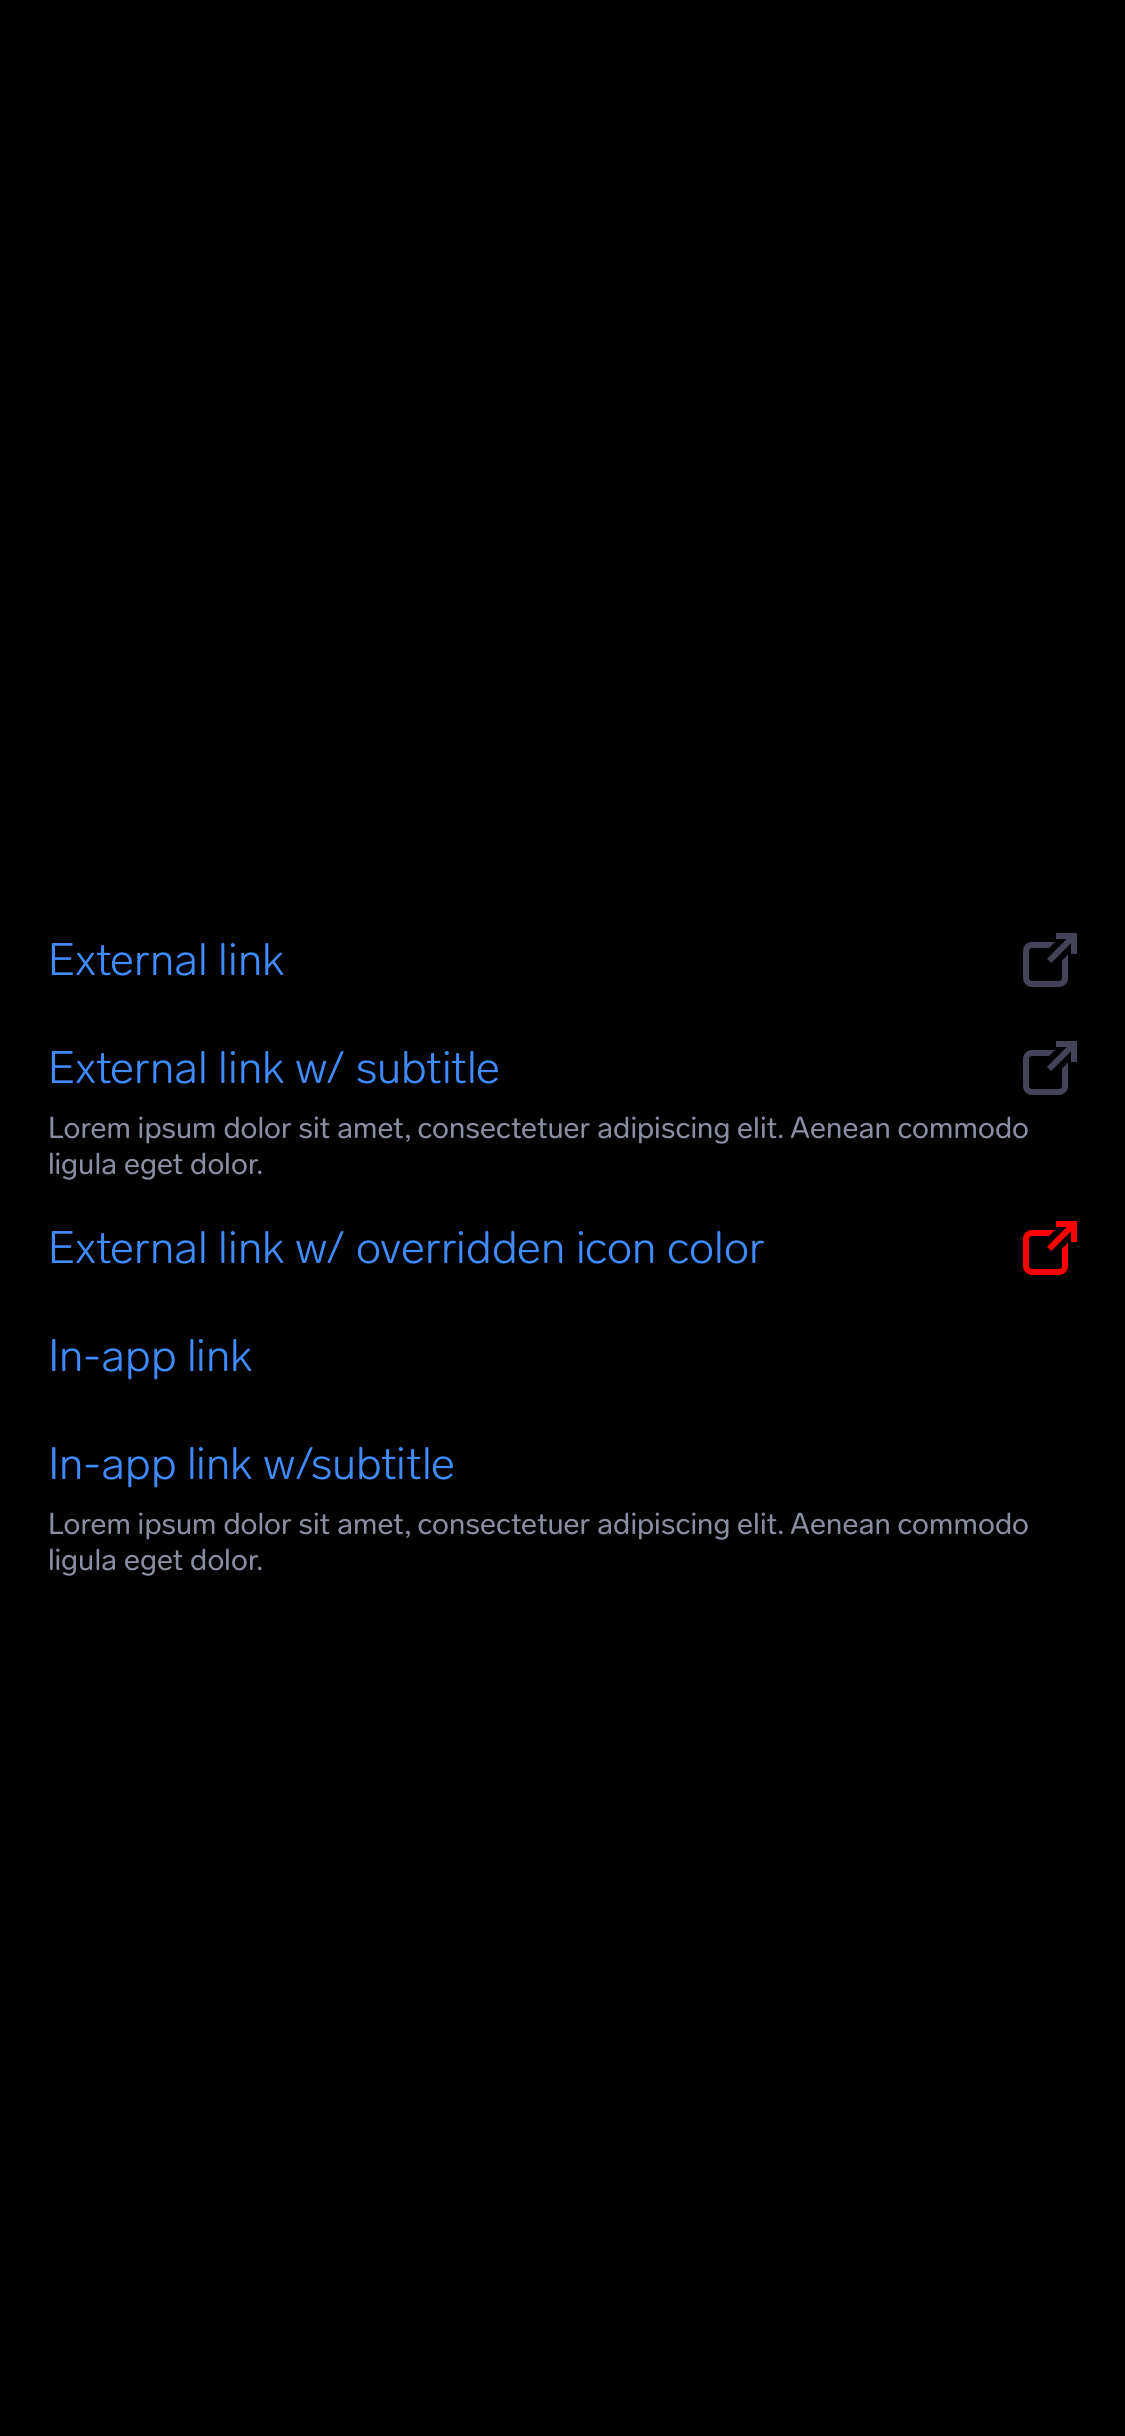 External link
External link w/ subtitle
Lorem ipsum dolor sit amet, consectetuer adipiscing elit. Aenean commodo
ligula eget dolor.
External link w/ overridden icon color
In-app link
In-app link w/subtitle
Lorem ipsum dolor sit amet, consectetuer adipiscing elit. Aenean commodo
ligula eget dolor.